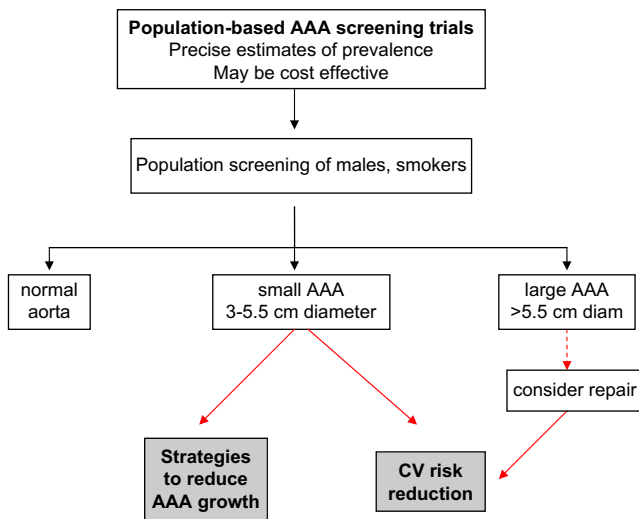 Population-based AAA screening trials
Precise estimates of prevalence
May be cost effective
Population screening of males, smokers
normal
aorta
small AAA
3-5.5 cm diameter
large AAA
>5.5 cm diam
consider repair
Strategies
to reduce
AAA growth
CV risk
reduction